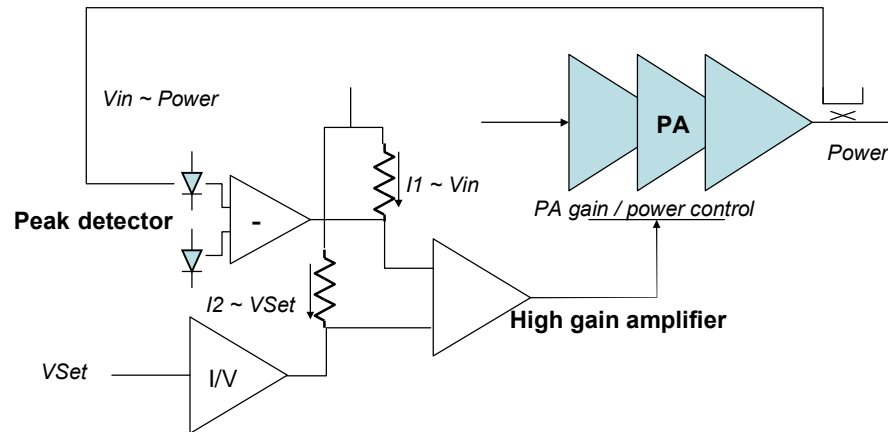 Vin ~ Power
PA
Power
I1 ~ Vin
PA gain / power control
Peak detector
-
I2 ~ VSet
High gain amplifier
VSet
I/V